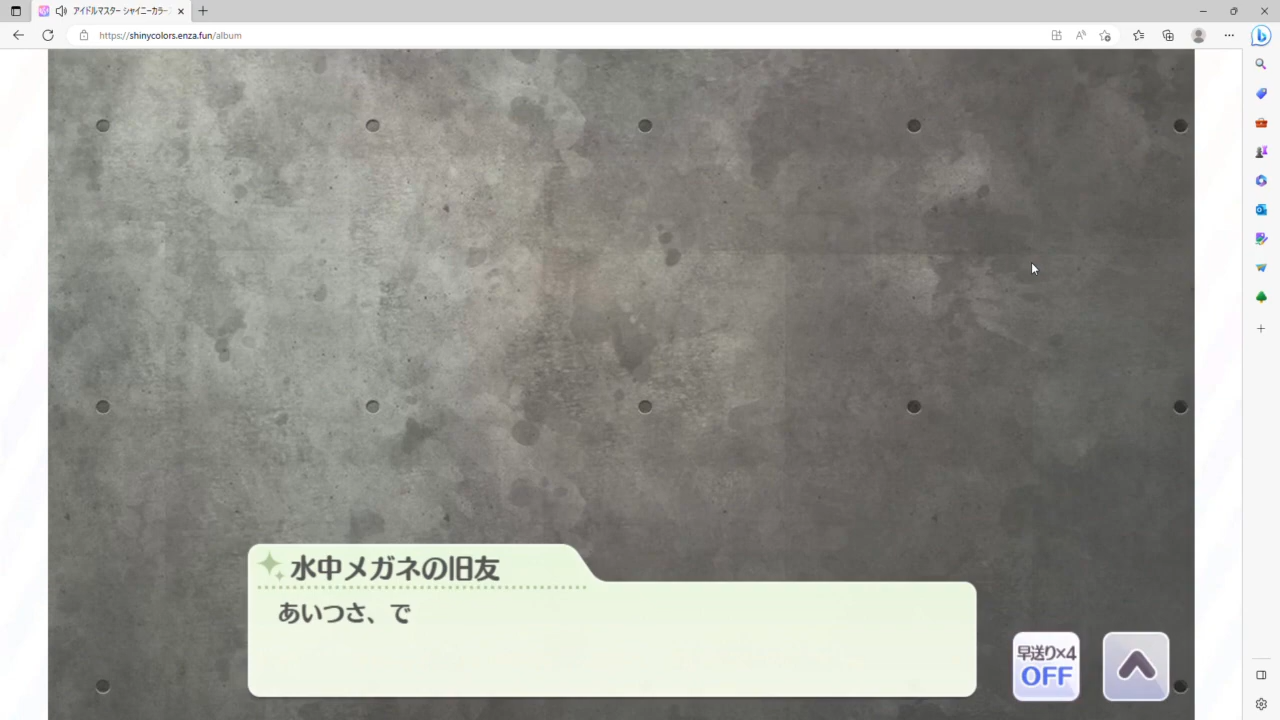 アイドルマスター シャイニーカラー
https://shinycolors.enza.fun/album
水中メガネの旧友
あいつさ、で
早送り×4
OFF